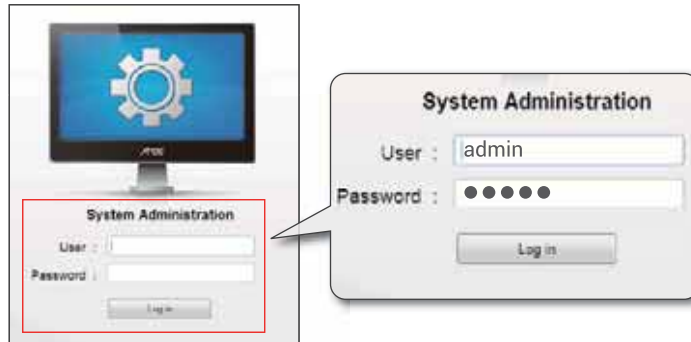 System Administration
User :
Password :
Log in
System Administration
User : admin
Password : ●●●●●
Log in